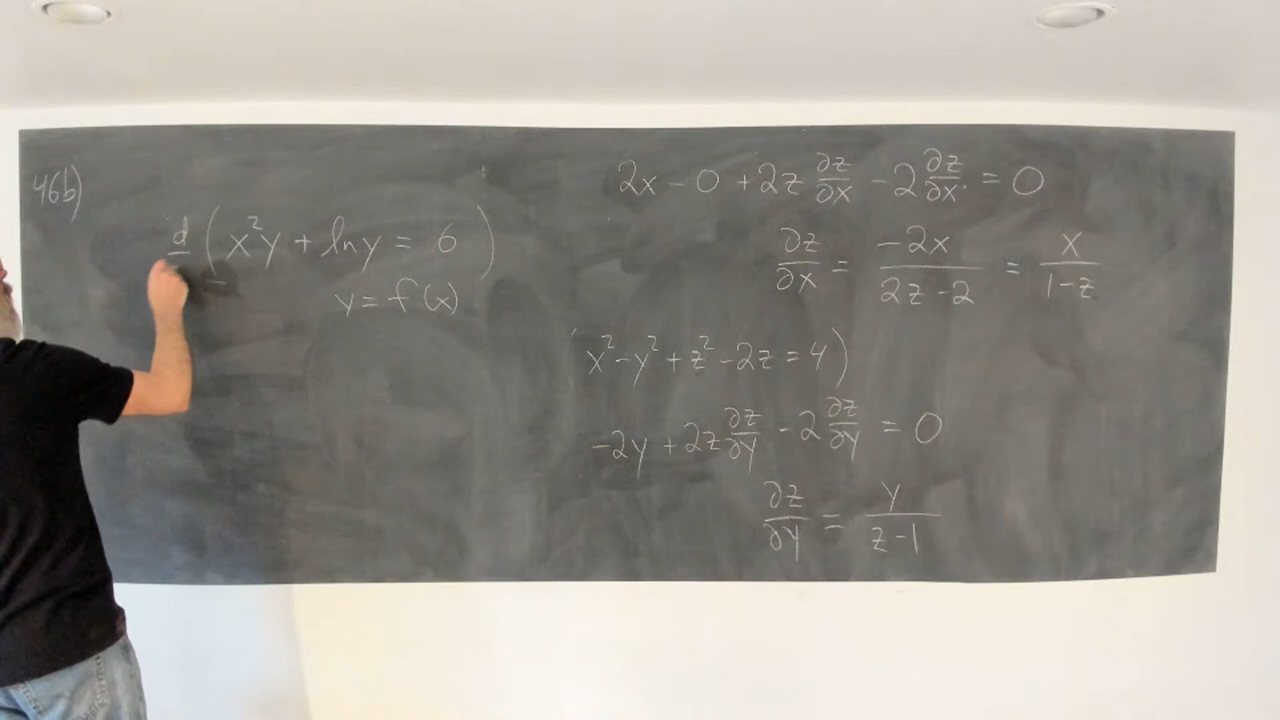 46b)
d/ (x²y + ln y = 6)
y = f(x)
2x - 0 + 2z ∂z/∂x - 2 ∂z/∂x = 0
∂z/∂x = -2x/(2z - 2) = x/(1-z)
(x² - y² + z² - 2z = 4)
-2y + 2z ∂z/∂y - 2 ∂z/∂y = 0
∂z/∂y = y/(z-1)